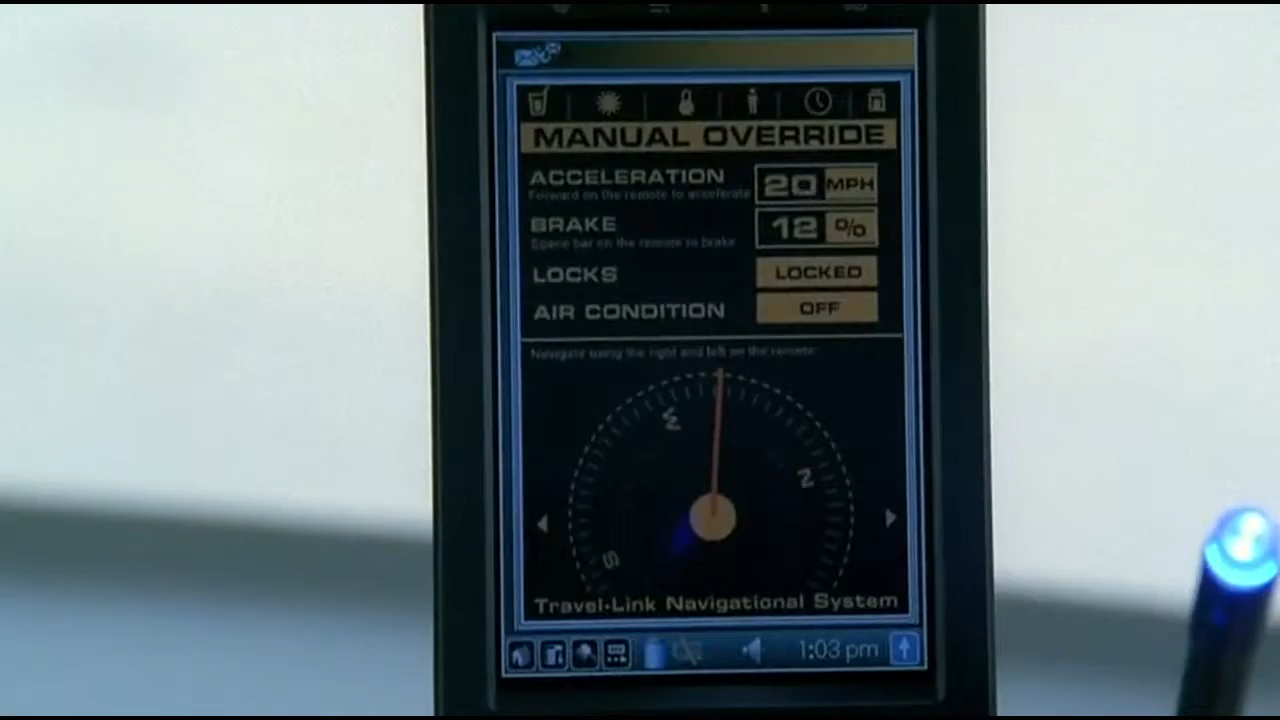 MANUAL OVERRIDE
ACCELERATION
Forward on the remote to accelerate
20 MPH
BRAKE
Space bar on the remote to brake
12 %
LOCKS
LOCKED
AIR CONDITION
OFF
Navigate using the right and left on the remote
W
N
S
Travel-Link Navigational System
1:03 pm